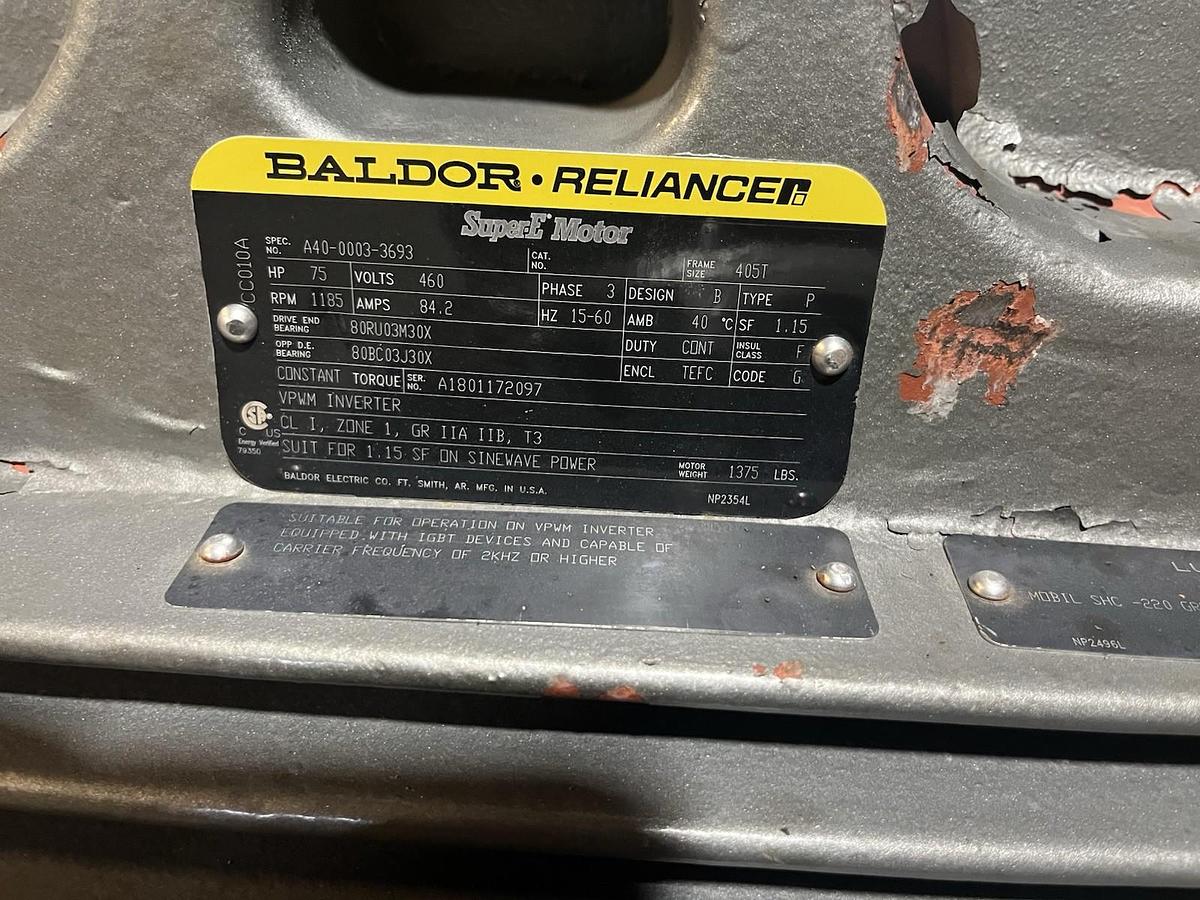 BALDOR • RELIANCE
Super-E Motor
CC010A
SPEC. NO. A40-0003-3693 CAT. NO. FRAME SIZE 405T
HP 75 VOLTS 460 PHASE 3 DESIGN B TYPE P
RPM 1185 AMPS 84.2 HZ 15-60 AMB 40 °C SF 1.15
DRIVE END BEARING 80RU03M30X DUTY CONT INSUL CLASS F
OPP D.E. BEARING 80BC03J30X ENCL TEFC CODE G
CONSTANT TORQUE SER. NO. A1801172097
VPWM INVERTER
CL I, ZONE 1, GR IIA IIB, T3
SUIT FOR 1.15 SF ON SINEWAVE POWER MOTOR WEIGHT 1375 LBS.
C US
Energy Verified
79350
BALDOR ELECTRIC CO. FT. SMITH, AR. MFG. IN U.S.A. NP2354L
SUITABLE FOR OPERATION ON VPWM INVERTER
EQUIPPED WITH IGBT DEVICES AND CAPABLE OF
CARRIER FREQUENCY OF 2KHZ OR HIGHER
MOBIL SHC -220
NP2496L